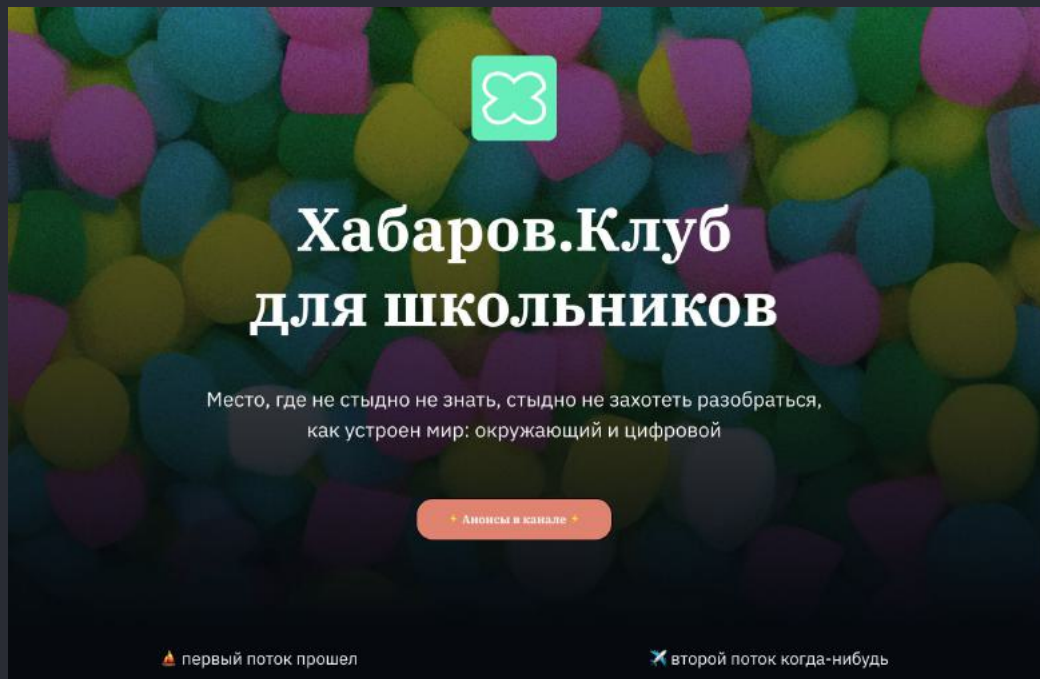 Хабаров.Клуб
для школьников
Место, где не стыдно не знать, стыдно не захотеть разобраться,
как устроен мир: окружающий и цифровой
Анонсы в канале
первый поток прошел
второй поток когда-нибудь